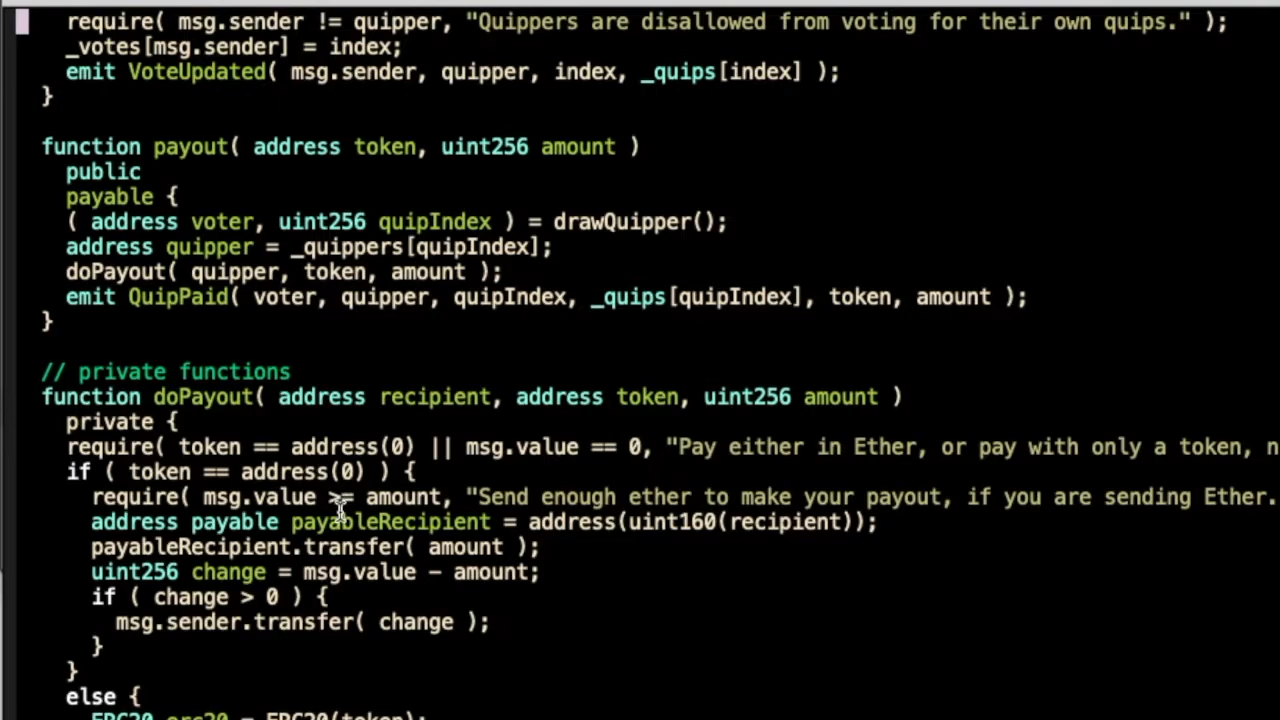 require( msg.sender != quipper, "Quippers are disallowed from voting for their own quips." );
_votes[msg.sender] = index;
emit VoteUpdated( msg.sender, quipper, index, _quips[index] );
}
function payout( address token, uint256 amount )
public
payable {
( address voter, uint256 quipIndex ) = drawQuipper();
address quipper = _quippers[quipIndex];
doPayout( quipper, token, amount );
emit QuipPaid( voter, quipper, quipIndex, _quips[quipIndex], token, amount );
}
// private functions
function doPayout( address recipient, address token, uint256 amount )
private {
require( token == address(0) || msg.value == 0, "Pay either in Ether, or pay with only a token, n
if ( token == address(0) ) {
require( msg.value >= amount, "Send enough ether to make your payout, if you are sending Ether.
address payable payableRecipient = address(uint160(recipient));
payableRecipient.transfer( amount );
uint256 change = msg.value - amount;
if ( change > 0 ) {
msg.sender.transfer( change );
}
}
else {
ERC20 erc20 = ERC20(token);